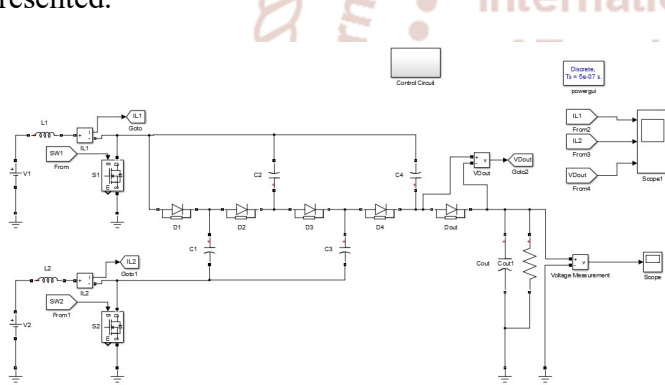 resented.
Internatio
Control Circuit
Discrete,
Ts = 6e-07 s.
powergui
L1
IL1
Goto
IL1
SW1
From
S1
V1
C2
C4
VDout
VDout
Goto2
IL1
From2
IL2
From3
VDout
From4
Scope1
D1
D2
D3
D4
Dout
C1
C3
Cout
Cout1
Voltage Measurement
Scope
L2
IL2
Goto1
IL2
SW2
From1
S2
V2